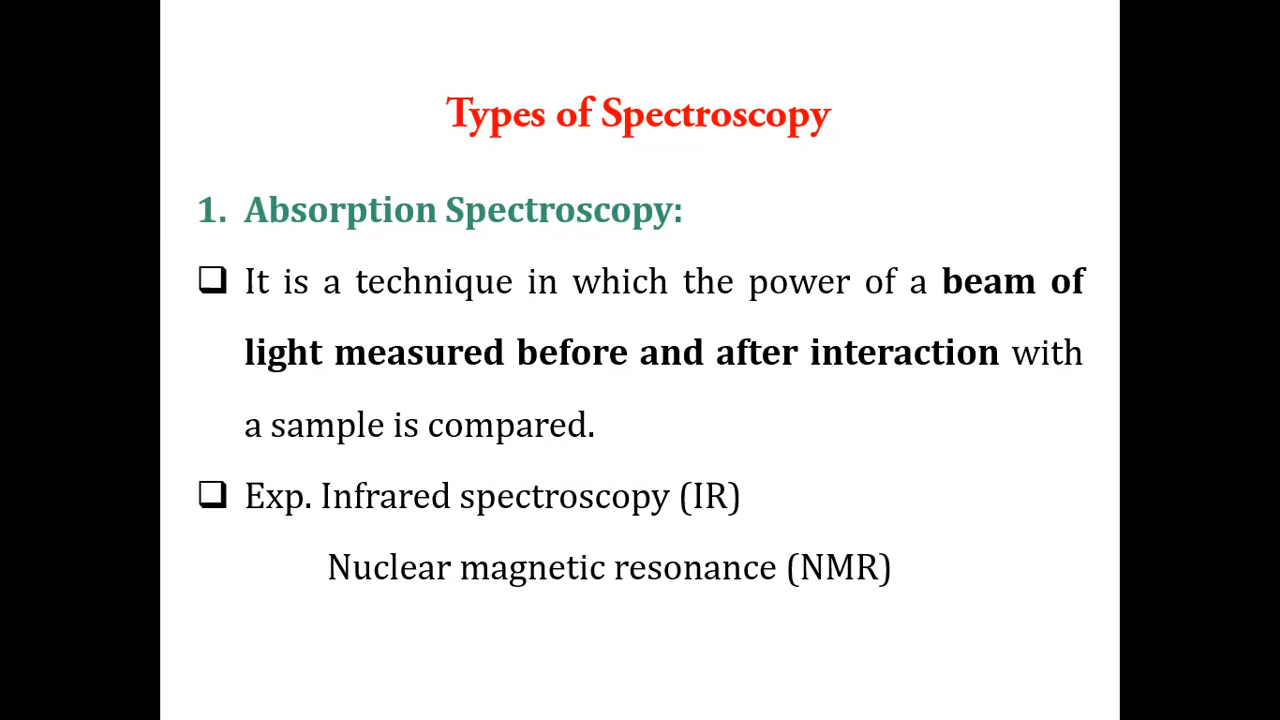 Types of Spectroscopy
1. Absorption Spectroscopy:
❑ It is a technique in which the power of a beam of
light measured before and after interaction with
a sample is compared.
❑ Exp. Infrared spectroscopy (IR)
Nuclear magnetic resonance (NMR)